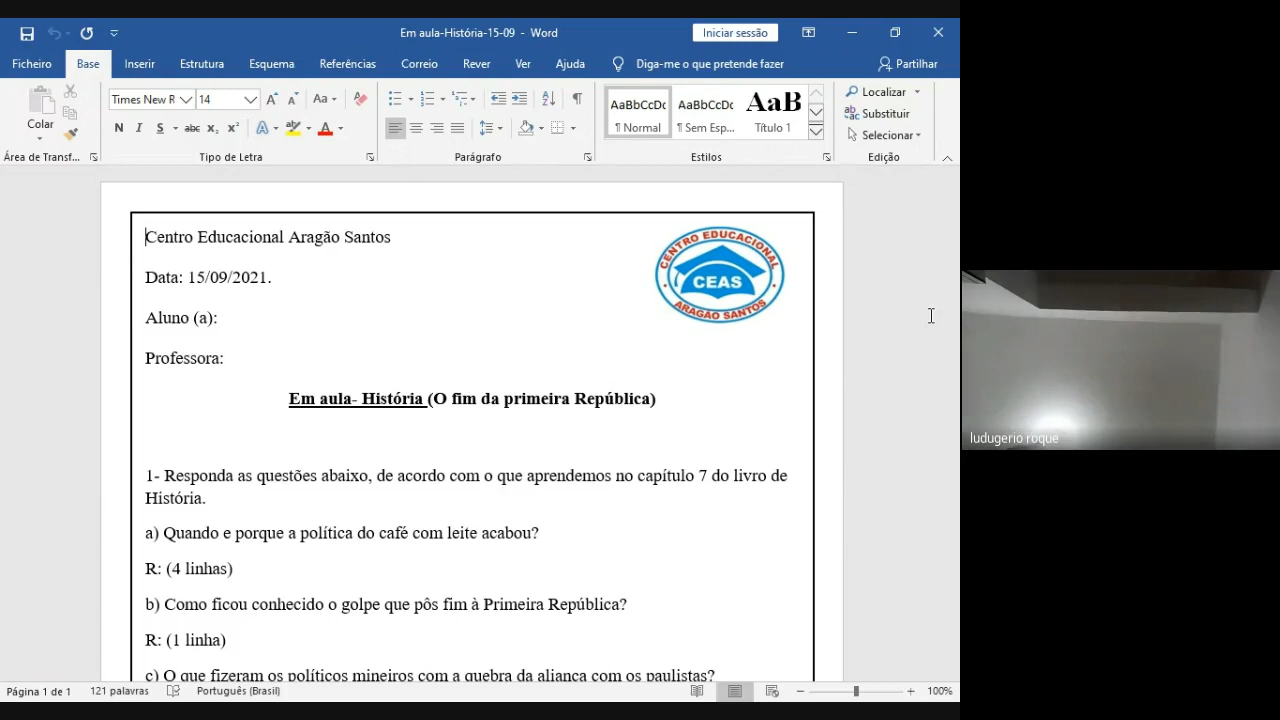 Em aula-História-15-09 - Word
Iniciar sessão
Ficheiro Base Inserir Estrutura Esquema Referências Correio Rever Ver Ajuda Diga-me o que pretende fazer Partilhar
Colar
Times New R 14
Aa
N I S abc x₂ x² A ab A
AaBbCcDc AaBbCcDc AaB
¶ Normal ¶ Sem Esp... Título 1
Localizar
Substituir
Selecionar
Área de Transf... Tipo de Letra Parágrafo Estilos Edição
Centro Educacional Aragão Santos
CENTRO EDUCACIONAL
CEAS
ARAGÃO SANTOS
Data: 15/09/2021.
Aluno (a):
Professora:
Em aula- História (O fim da primeira República)
1- Responda as questões abaixo, de acordo com o que aprendemos no capítulo 7 do livro de
História.
a) Quando e porque a política do café com leite acabou?
R: (4 linhas)
b) Como ficou conhecido o golpe que pôs fim à Primeira República?
R: (1 linha)
c) O que fizeram os políticos mineiros com a quebra da aliança com os paulistas?
Página 1 de 1 121 palavras Português (Brasil) 100%
ludugerio roque